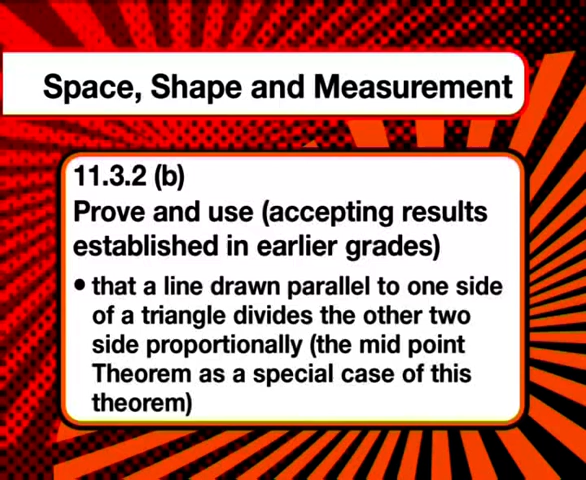 Space, Shape and Measurement
11.3.2 (b)
Prove and use (accepting results
established in earlier grades)
• that a line drawn parallel to one side
of a triangle divides the other two
side proportionally (the mid point
Theorem as a special case of this
theorem)